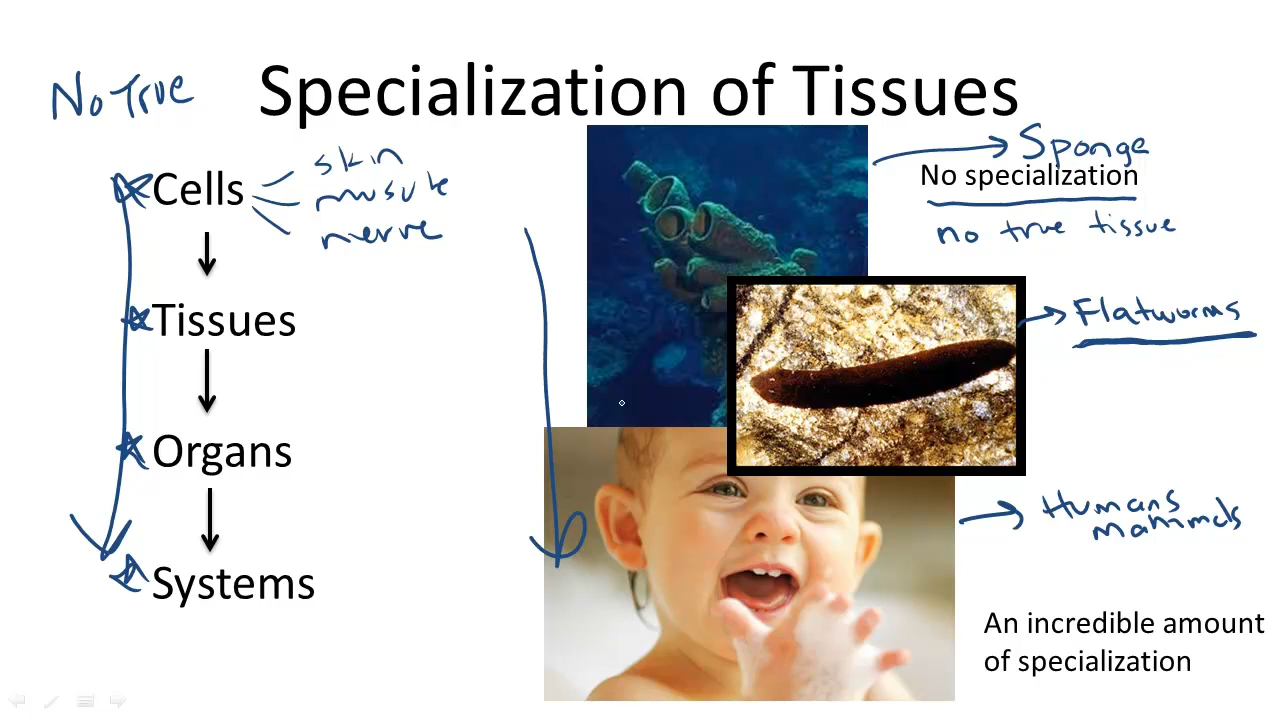 No True
Specialization of Tissues
Cells
skin
muscle
nerve
Tissues
Organs
Systems
Sponge
No specialization
no true tissue
Flatworms
Humans
mammals
An incredible amount
of specialization